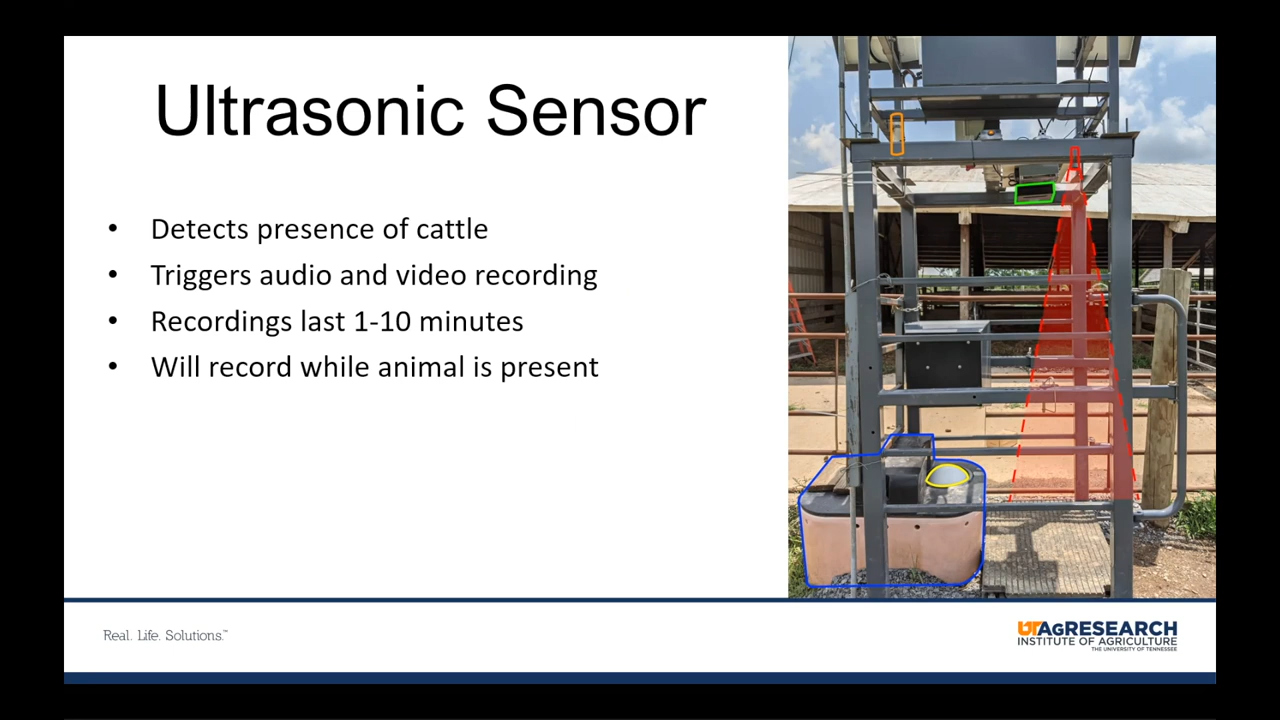 Ultrasonic Sensor
• Detects presence of cattle
• Triggers audio and video recording
• Recordings last 1-10 minutes
• Will record while animal is present
Real. Life. Solutions.™
UTAGRESEARCH
INSTITUTE OF AGRICULTURE
THE UNIVERSITY OF TENNESSEE